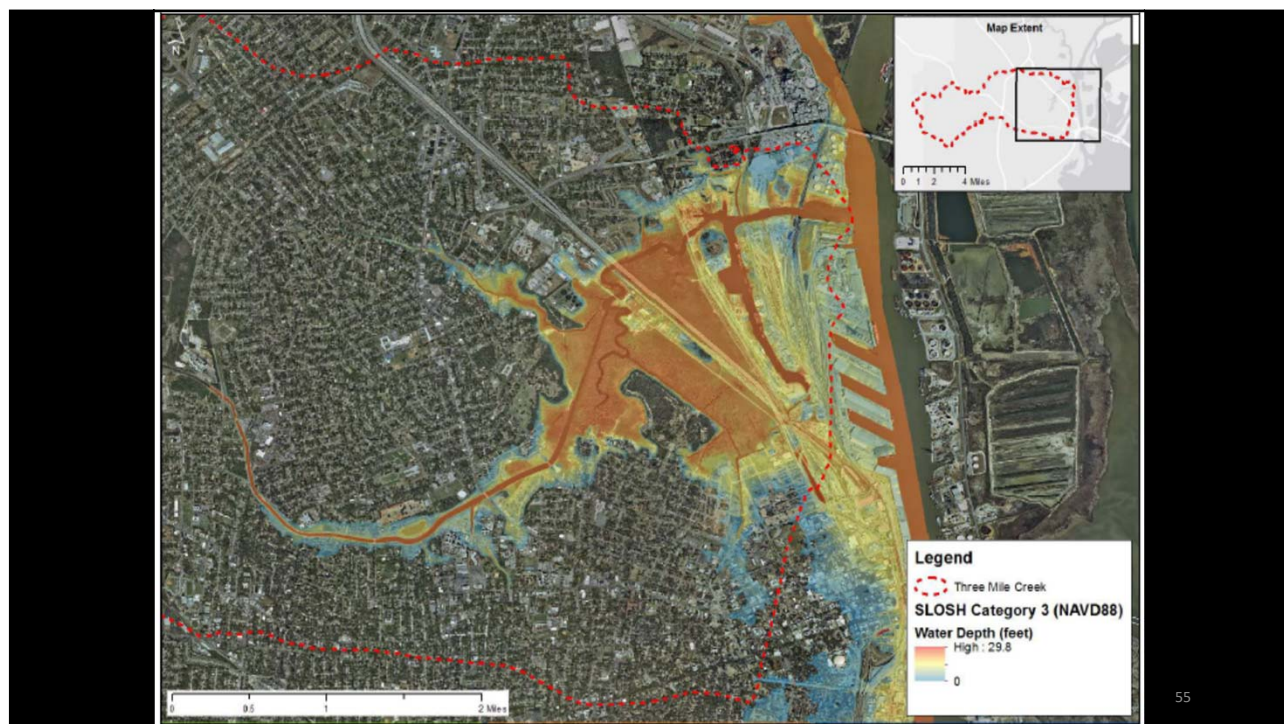 N
Map Extent
0 1 2 4 Miles
Legend
Three Mile Creek
SLOSH Category 3 (NAVD88)
Water Depth (feet)
High : 29.8
0
0 0.5 1 2 Miles
55